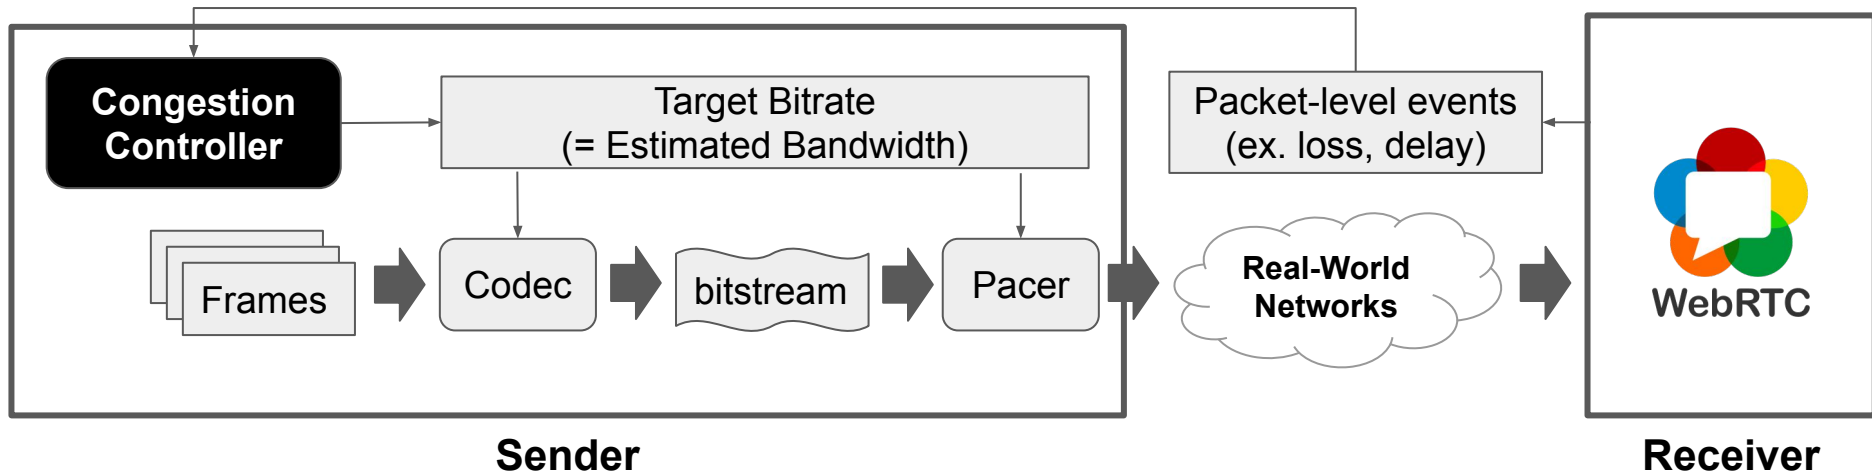 Congestion
Controller
Target Bitrate
(= Estimated Bandwidth)
Packet-level events
(ex. loss, delay)
Frames
Codec
bitstream
Pacer
Real-World
Networks
WebRTC
Sender
Receiver